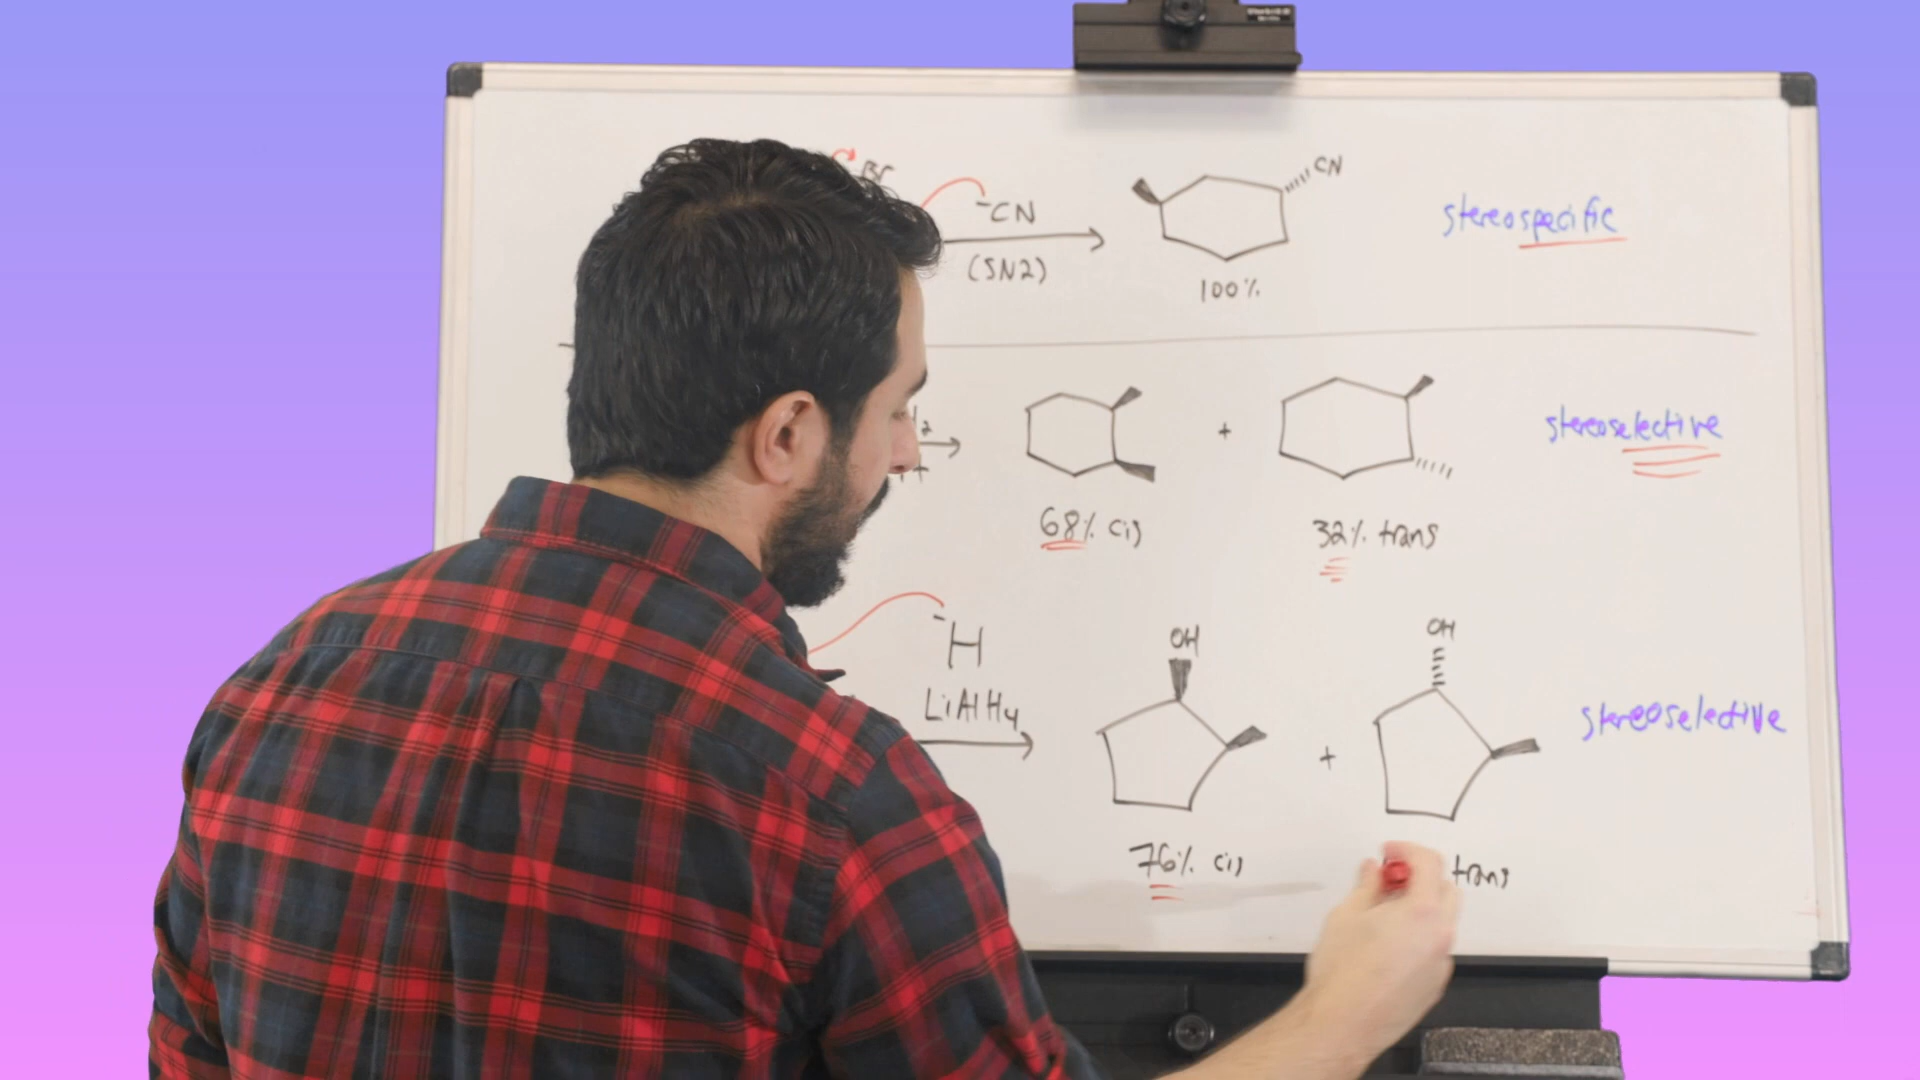 Br
-CN
CN
(SN2)
100%
stereospecific
+
68% cis
32% trans
stereoselective
-H
LiAlH4
OH
+
OH
76% cis
trans
stereoselective